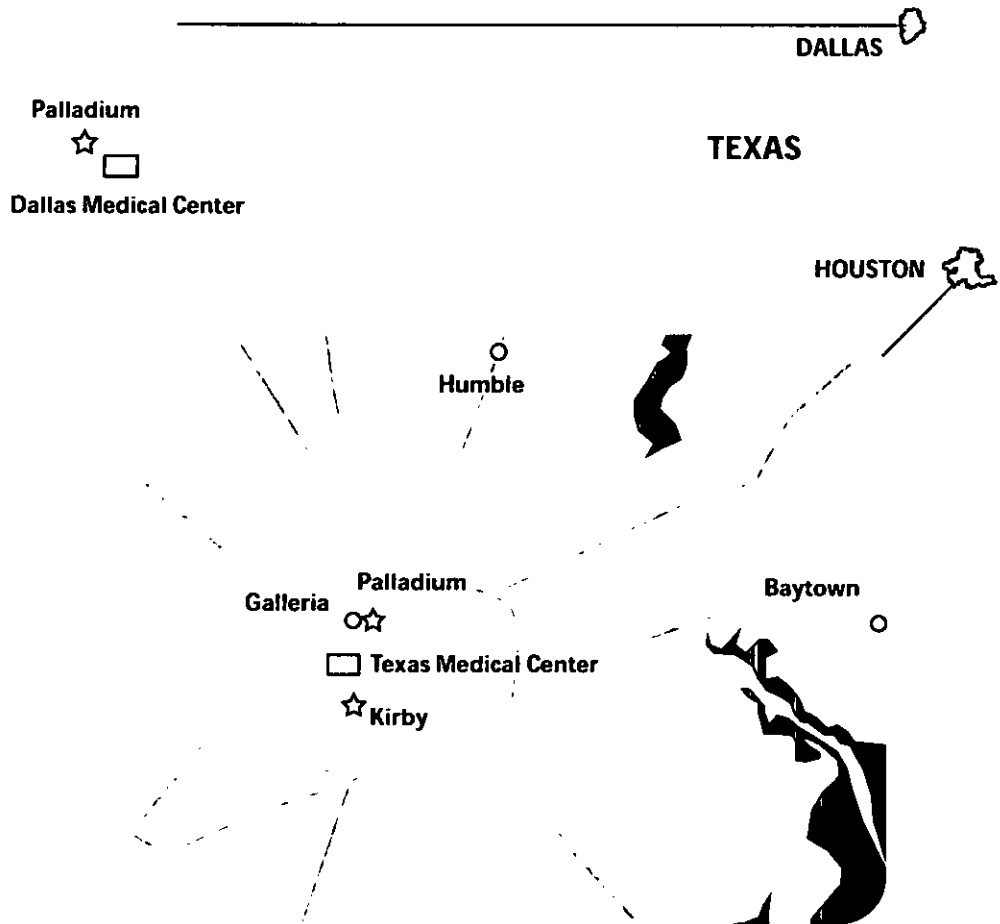 DALLAS
Palladium
TEXAS
Dallas Medical Center
HOUSTON
Humble
Palladium
Baytown
Galleria
Texas Medical Center
Kirby